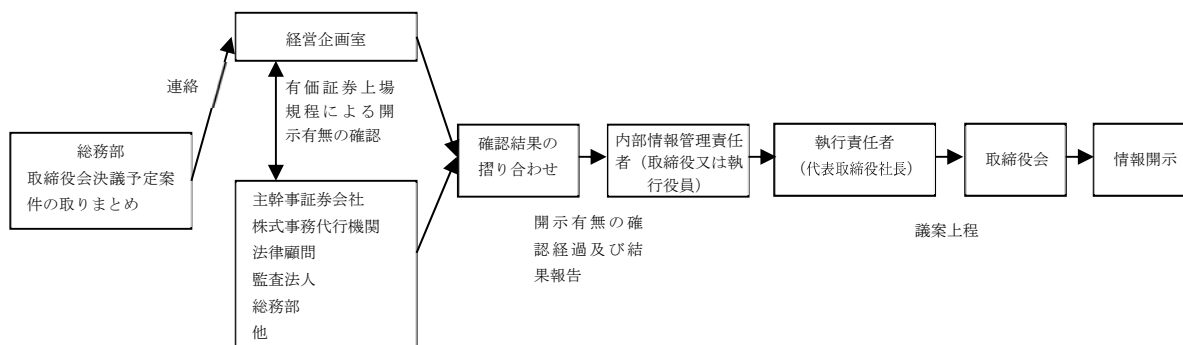 経営企画室
連絡
有価証券上場
規程による開
示有無の確認
総務部
取締役会決議予定案
件の取りまとめ
主幹事証券会社
株式事務代行機関
法律顧問
監査法人
総務部
他
確認結果の
摺り合わせ
内部情報管理責任
者（取締役又は執
行役員）
執行責任者
（代表取締役社長）
取締役会
情報開示
開示有無の確
認経過及び結
果報告
議案上程